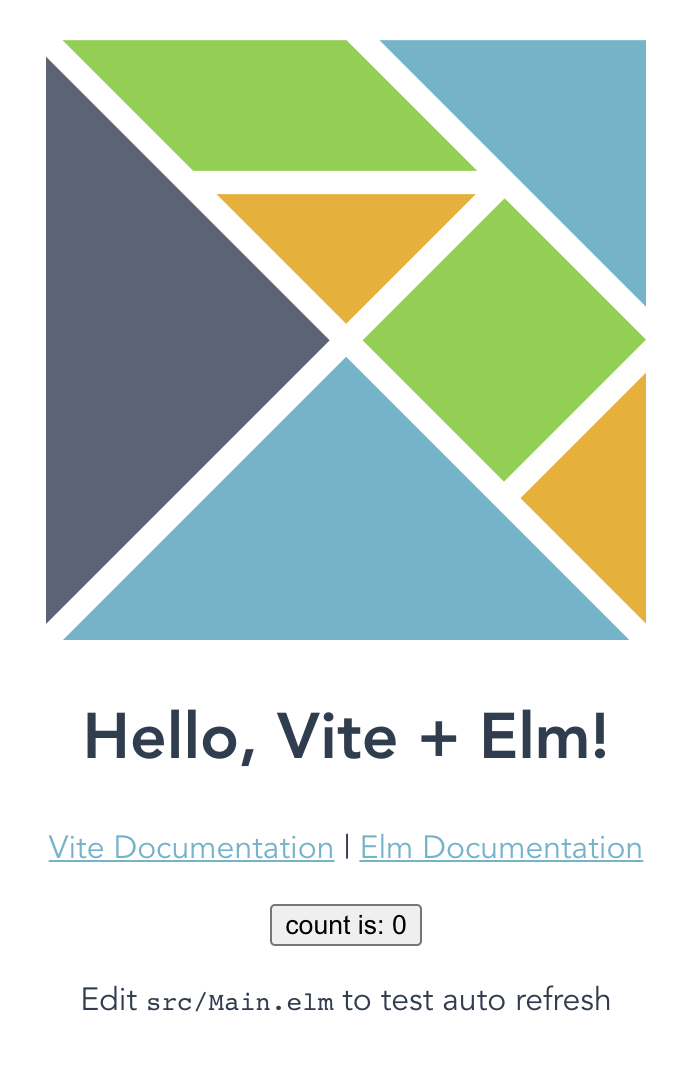 Hello, Vite + Elm!
Vite Documentation | Elm Documentation
count is: 0
Edit src/Main.elm to test auto refresh